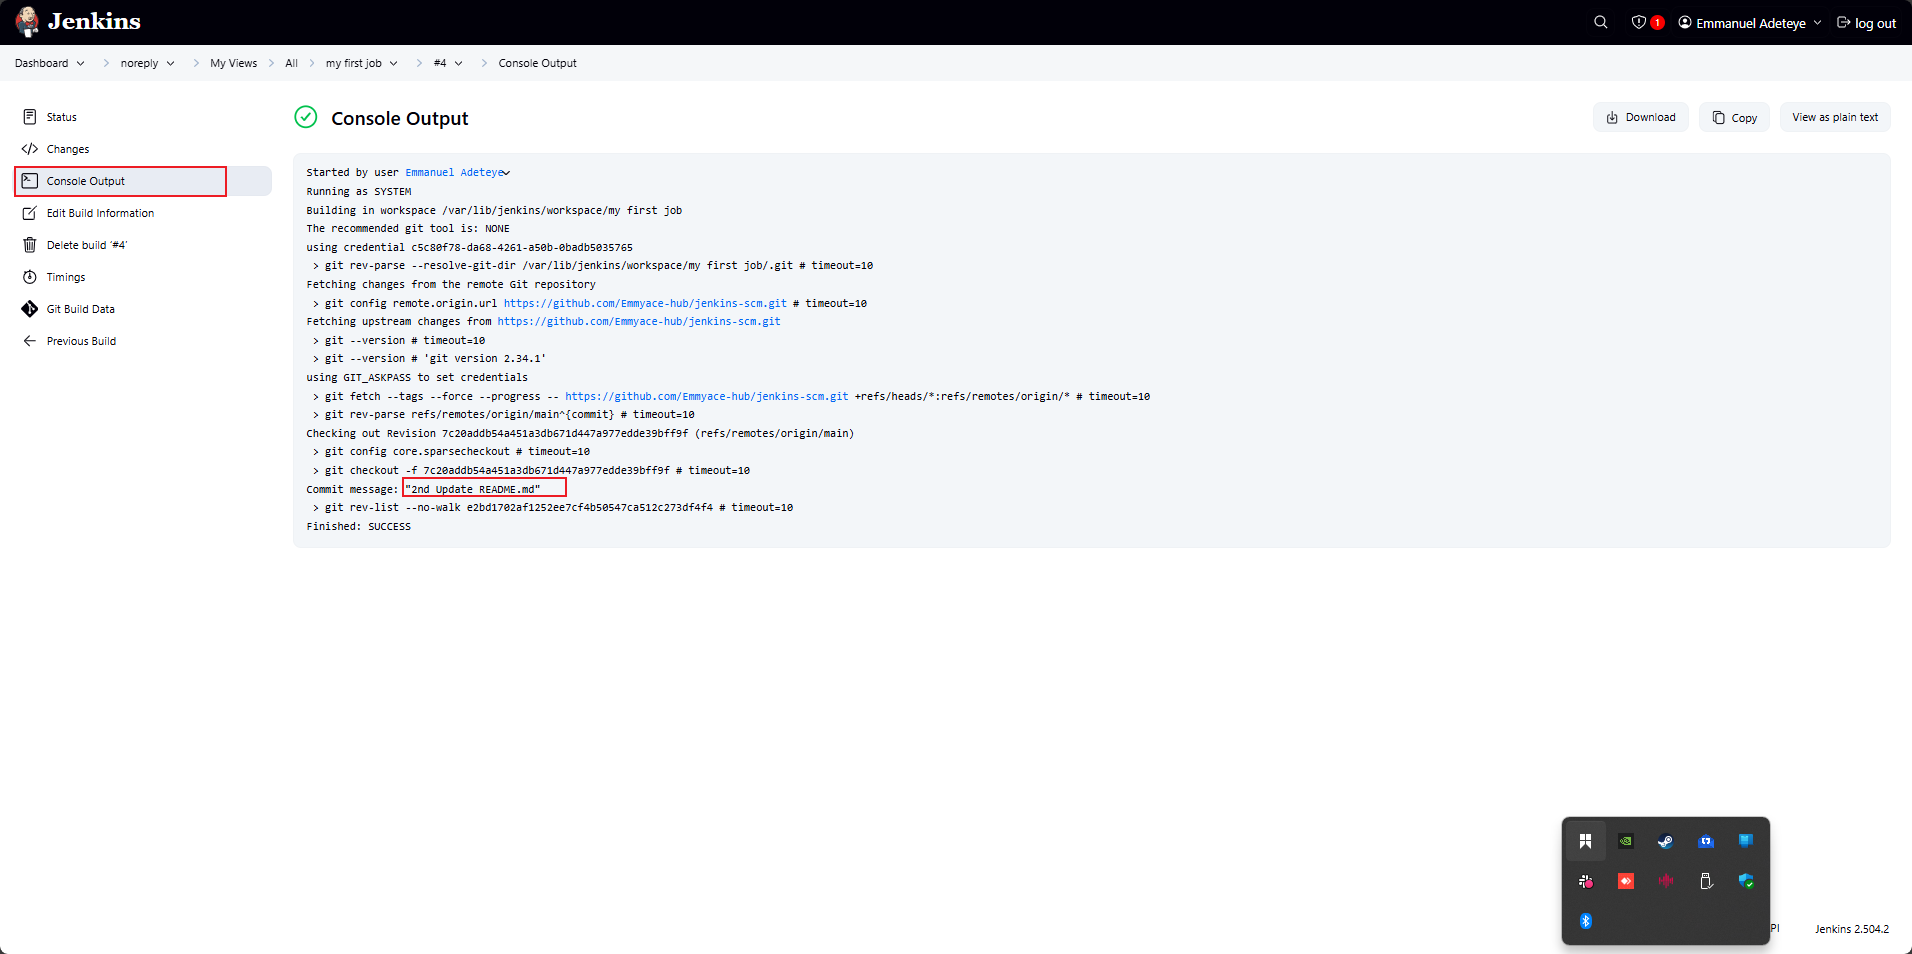 Jenkins
1
Emmanuel Adeteye
log out
Dashboard
noreply
My Views
All
my first job
#4
Console Output
Status
Changes
Console Output
Edit Build Information
Delete build ‘#4’
Timings
Git Build Data
Previous Build
Console Output
Download
Copy
View as plain text
Started by user Emmanuel Adeteye
Running as SYSTEM
Building in workspace /var/lib/jenkins/workspace/my first job
The recommended git tool is: NONE
using credential c5c80f78-da68-4261-a50b-0badb5035765
> git rev-parse --resolve-git-dir /var/lib/jenkins/workspace/my first job/.git # timeout=10
Fetching changes from the remote Git repository
> git config remote.origin.url https://github.com/Emmyace-hub/jenkins-scm.git # timeout=10
Fetching upstream changes from https://github.com/Emmyace-hub/jenkins-scm.git
> git --version # timeout=10
> git --version # 'git version 2.34.1'
using GIT_ASKPASS to set credentials
> git fetch --tags --force --progress -- https://github.com/Emmyace-hub/jenkins-scm.git +refs/heads/*:refs/remotes/origin/* # timeout=10
> git rev-parse refs/remotes/origin/main^{commit} # timeout=10
Checking out Revision 7c20addb54a451a3db671d447a977edde39bff9f (refs/remotes/origin/main)
> git config core.sparsecheckout # timeout=10
> git checkout -f 7c20addb54a451a3db671d447a977edde39bff9f # timeout=10
Commit message: "2nd Update README.md"
> git rev-list --no-walk e2bd1702af1252ee7cf4b50547ca512c273df4f4 # timeout=10
Finished: SUCCESS
PI
Jenkins 2.504.2